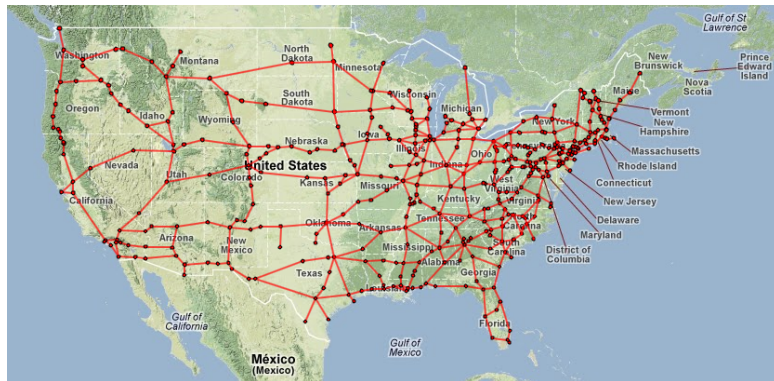 Gulf of St
Lawrence
Prince
Edward
Island
New
Brunswick
Nova
Scotia
Maine
Washington
Montana
North
Dakota
Minnesota
Wisconsin
Michigan
Vermont
New
Hampshire
Oregon
Idaho
Wyoming
South
Dakota
Massachusetts
Rhode Island
Connecticut
New York
Nebraska
Iowa
Illinois
Indiana
Ohio
Pennsylvania
New Jersey
Nevada
Utah
Colorado
United States
Kansas
Missouri
Kentucky
West
Virginia
Virginia
Delaware
Maryland
District of
Columbia
California
Arizona
New
Mexico
Oklahoma
Arkansas
Tennessee
North
Carolina
South
Carolina
Mississippi
Alabama
Georgia
Texas
Louisiana
Florida
Gulf of
California
Gulf of
Mexico
México
(Mexico)